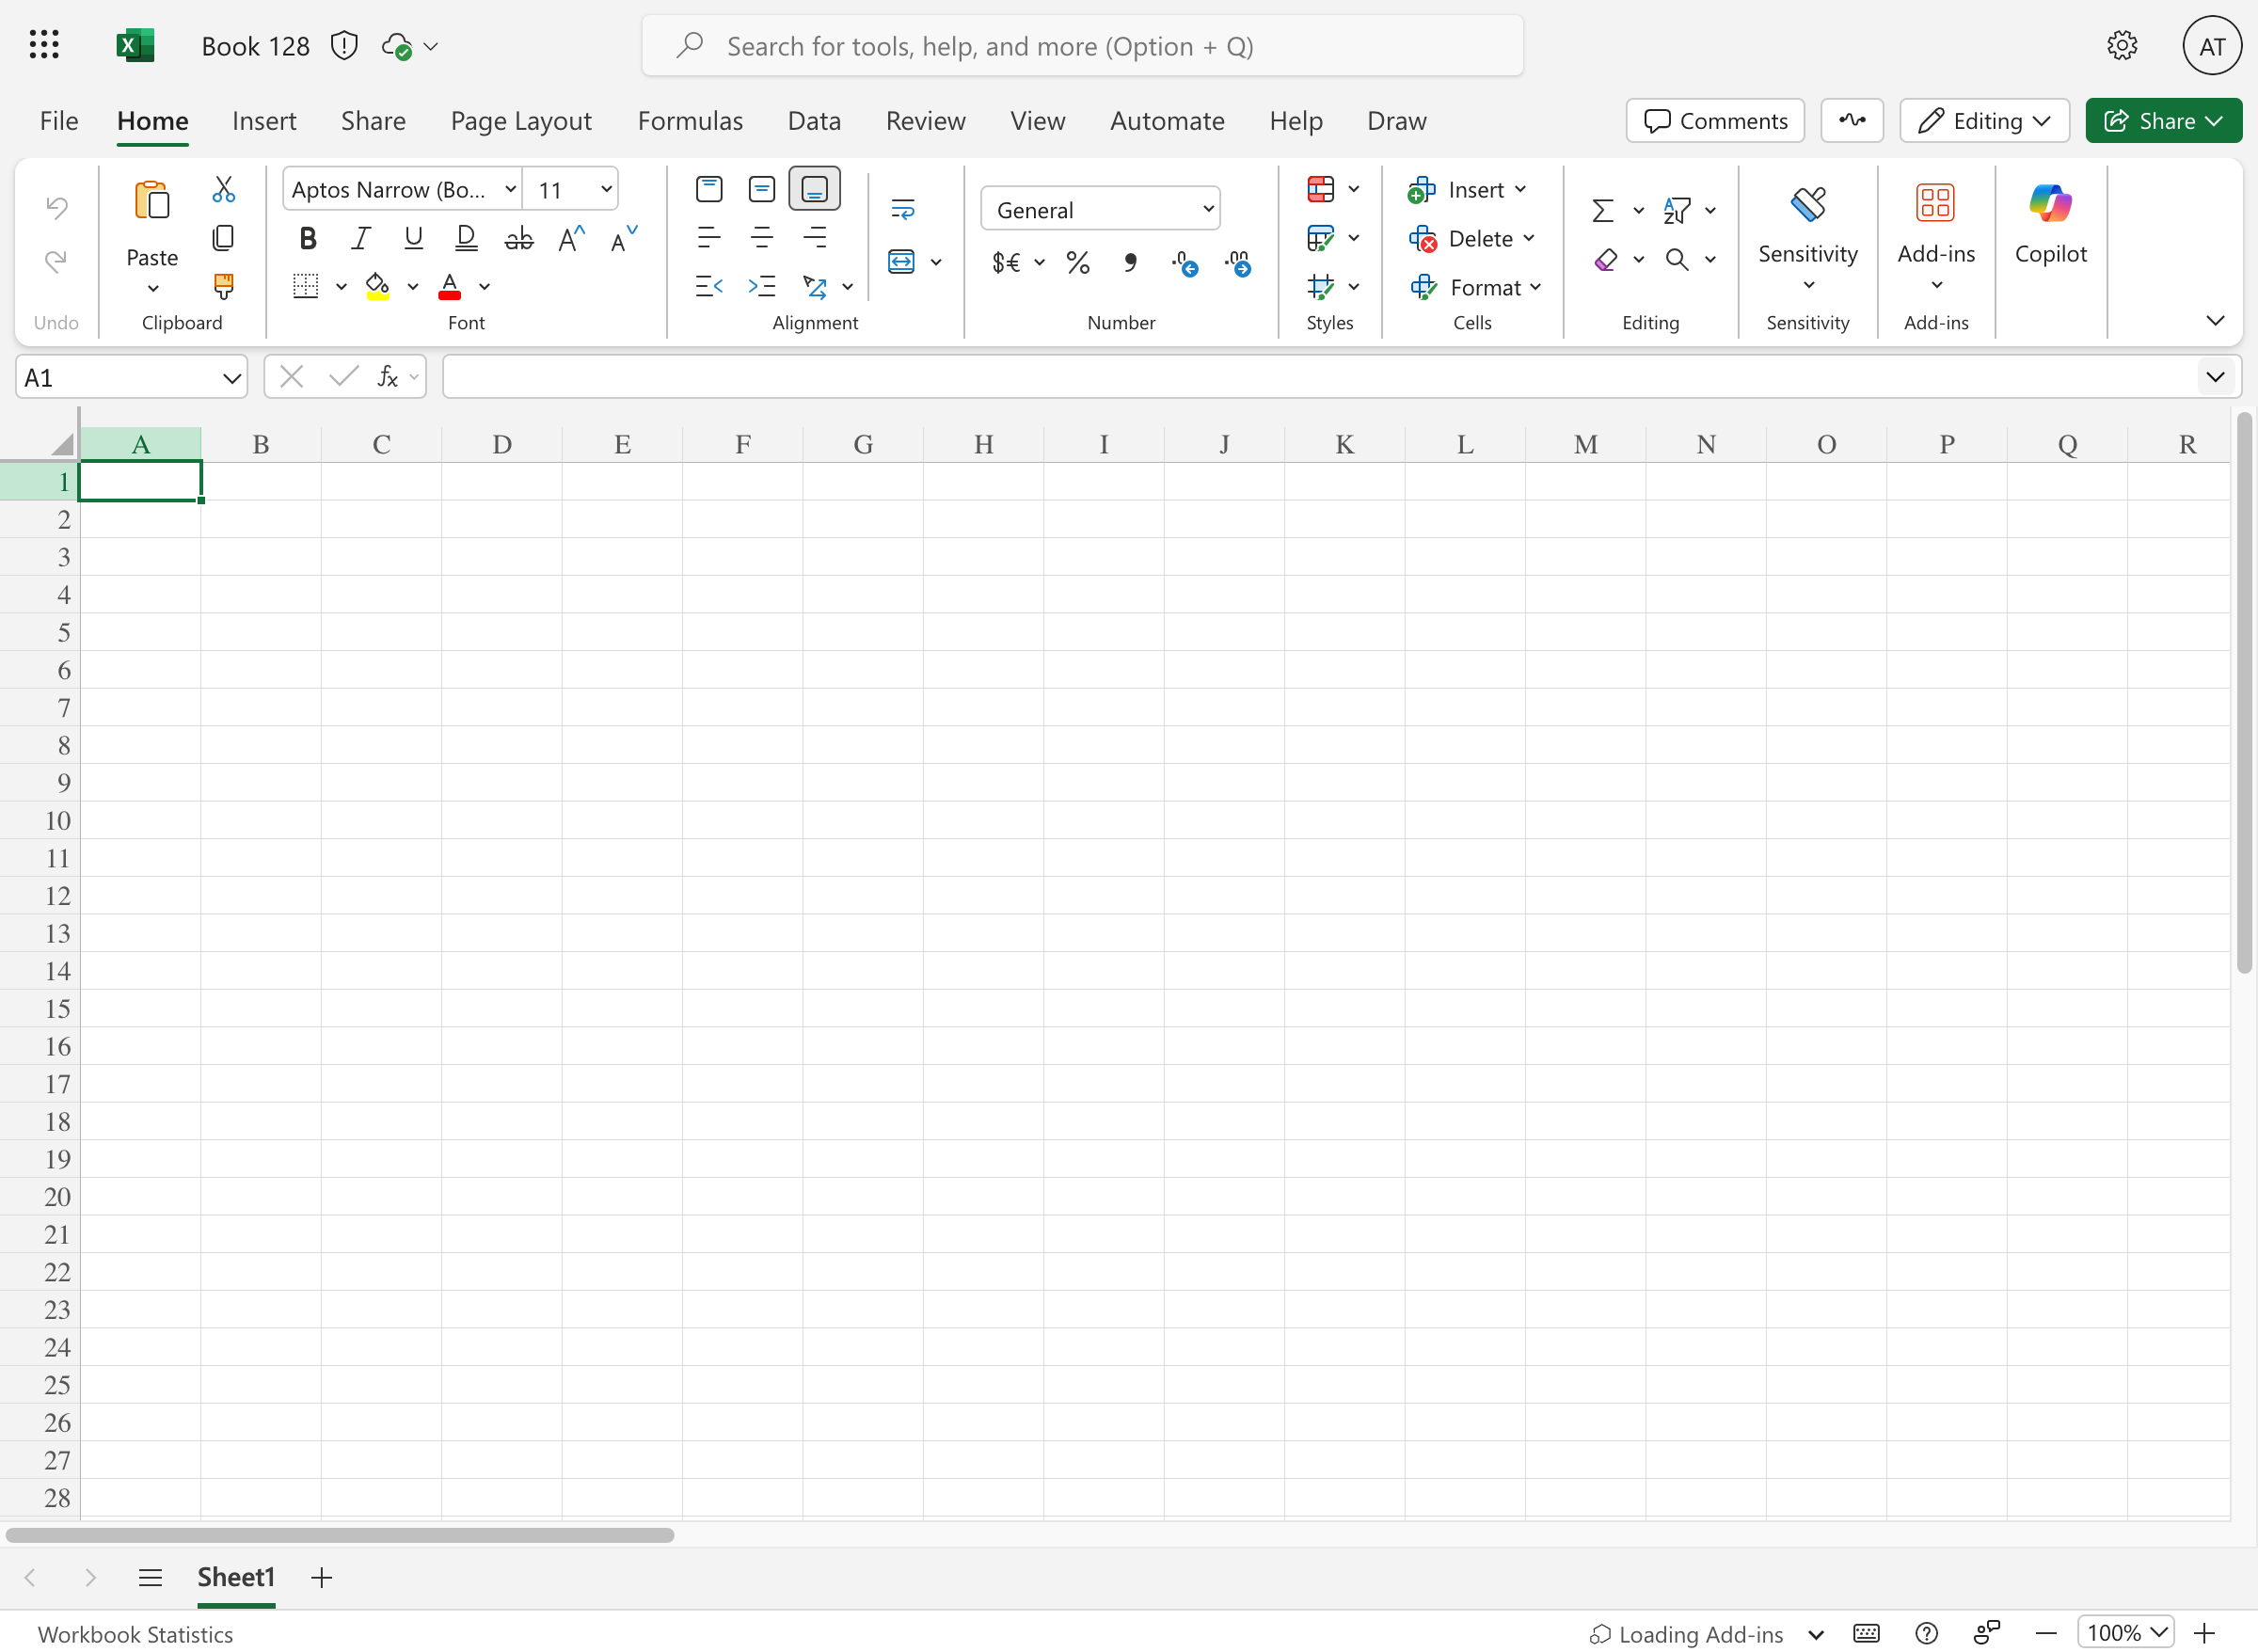 Book 128
Search for tools, help, and more (Option + Q)
AT
File Home Insert Share Page Layout Formulas Data Review View Automate Help Draw
Comments Editing Share
Aptos Narrow (Bo... 11
General
Insert
Delete
Format
Paste
Sensitivity Add-ins Copilot
Undo Clipboard Font Alignment Number Styles Cells Editing Sensitivity Add-ins
A1 fx
A B C D E F G H I J K L M N O P Q R
1
2
3
4
5
6
7
8
9
10
11
12
13
14
15
16
17
18
19
20
21
22
23
24
25
26
27
28
Sheet1
Workbook Statistics Loading Add-ins 100%